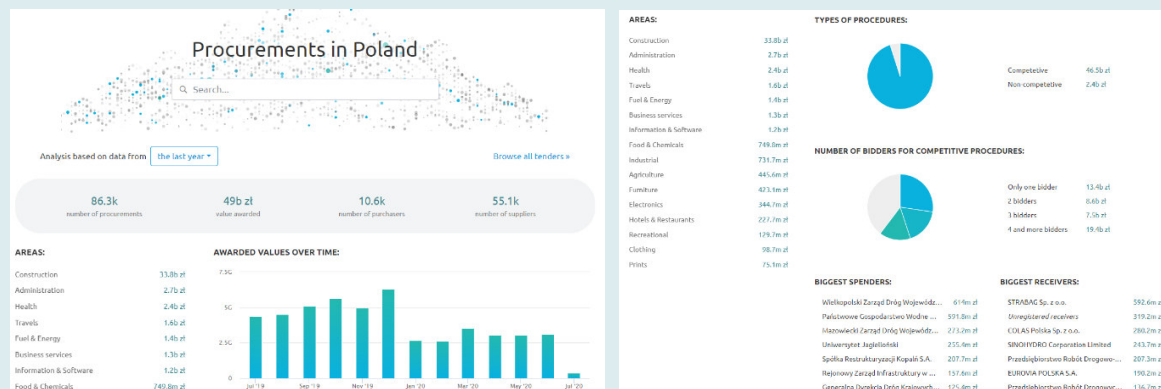 Procurements in Poland
Search...
Analysis based on data from the last year
Browse all tenders »
86.3k
number of procurements
49b zł
value awarded
10.6k
number of purchasers
55.1k
number of suppliers
AREAS:
Construction 33.8b zł
Administration 2.7b zł
Health 2.4b zł
Travels 1.6b zł
Fuel & Energy 1.4b zł
Business services 1.3b zł
Information & Software 1.2b zł
Food & Chemicals 749.8m zł
AWARDED VALUES OVER TIME:
7.5G
5G
2.5G
0
Jul '19 Sep '19 Nov '19 Jan '20 Mar '20 May '20 Jul '20
AREAS:
Construction 33.8b zł
Administration 2.7b zł
Health 2.4b zł
Travels 1.6b zł
Fuel & Energy 1.4b zł
Business services 1.3b zł
Information & Software 1.2b zł
Food & Chemicals 749.8m zł
Industrial 731.7m zł
Agriculture 445.6m zł
Furniture 423.1m zł
Electronics 344.7m zł
Hotels & Restaurants 227.7m zł
Recreational 129.7m zł
Clothing 98.7m zł
Prints 75.1m zł
TYPES OF PROCEDURES:
Competetive 46.5b zł
Non-competetive 2.4b zł
NUMBER OF BIDDERS FOR COMPETITIVE PROCEDURES:
Only one bidder 13.4b zł
2 bidders 8.6b zł
3 bidders 7.5b zł
4 and more bidders 19.4b zł
BIGGEST SPENDERS:
Wielkopolski Zarząd Dróg Wojewódz... 614m zł
Państwowe Gospodarstwo Wodne ... 591.8m zł
Mazowiecki Zarząd Dróg Wojewódz... 273.2m zł
Uniwersytet Jagielloński 255.4m zł
Spółka Restrukturyzacji Kopalń S.A. 207.7m zł
Rejonowy Zarząd Infrastruktury w ... 157.6m zł
Generalna Dyrekcja Dróg Krajowych... 125.4m zł
BIGGEST RECEIVERS:
STRABAG Sp. z o.o. 592.6m zł
Unregistered receivers 319.2m zł
COLAS Polska Sp. z o.o. 280.2m zł
SINOHYDRO Corporation Limited 243.7m zł
Przedsiębiorstwo Robót Drogowo-... 207.3m zł
EUROVIA POLSKA S.A. 190.2m zł
Przedsiębiorstwo Robót Drogowyc... 136.7m zł